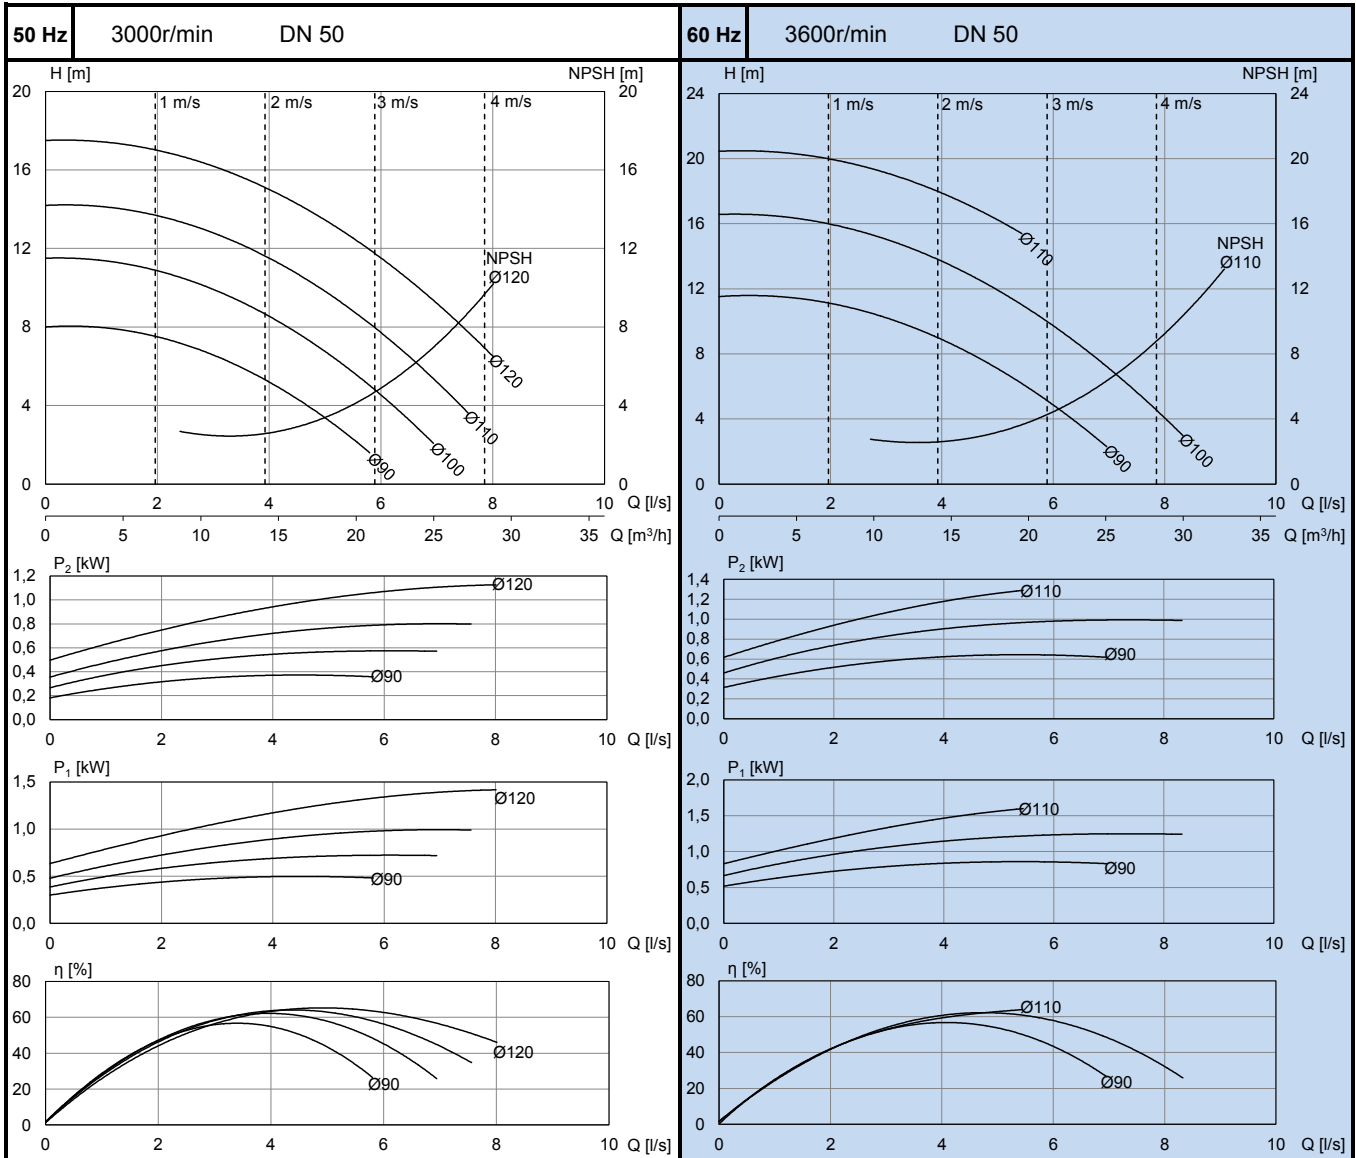 50 Hz 3000r/min DN 50
H [m] NPSH [m]
20 1 m/s 2 m/s 3 m/s 4 m/s 20
16 16
12 12
NPSH
Ø120
8 8
Ø120
4 4
Ø110
Ø100
Ø90
0 0
0 2 4 6 8 10 Q [l/s]
0 5 10 15 20 25 30 35 Q [m³/h]
P₂ [kW]
1,2
Ø120
1,0
0,8
0,6
0,4
Ø90
0,2
0,0
0 2 4 6 8 10 Q [l/s]
P₁ [kW]
1,5
Ø120
1,0
0,5
Ø90
0,0
0 2 4 6 8 10 Q [l/s]
η [%]
80
60
40
Ø120
20
Ø90
0
0 2 4 6 8 10 Q [l/s]
60 Hz 3600r/min DN 50
H [m] NPSH [m]
24 1 m/s 2 m/s 3 m/s 4 m/s 24
20 20
16 16
Ø110
NPSH
Ø110
12 12
8 8
4 4
Ø100
Ø90
0 0
0 2 4 6 8 10 Q [l/s]
0 5 10 15 20 25 30 35 Q [m³/h]
P₂ [kW]
1,4
Ø110
1,2
1,0
0,8
0,6
Ø90
0,4
0,2
0,0
0 2 4 6 8 10 Q [l/s]
P₁ [kW]
2,0
Ø110
1,5
1,0
Ø90
0,5
0,0
0 2 4 6 8 10 Q [l/s]
η [%]
80
Ø110
60
40
20
Ø90
0
0 2 4 6 8 10 Q [l/s]